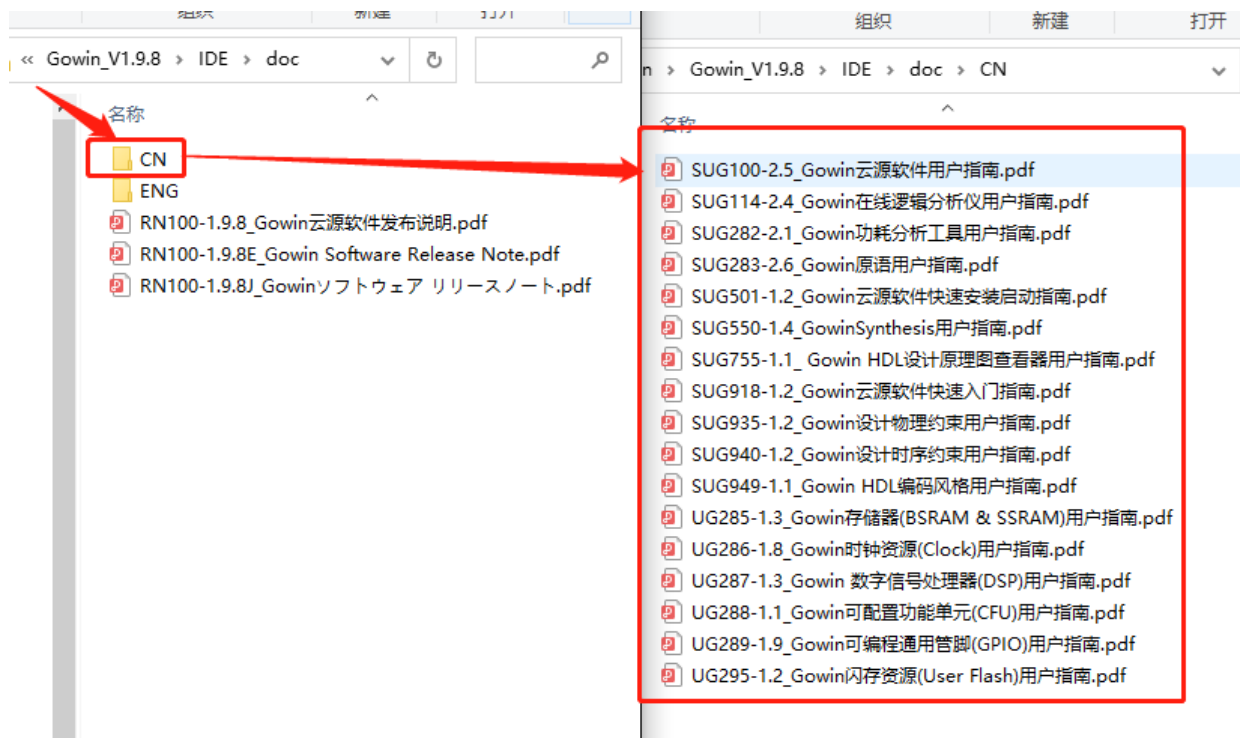 组织 新建 打开
« Gowin_V1.9.8 > IDE > doc
名称
CN
ENG
RN100-1.9.8_Gowin云源软件发布说明.pdf
RN100-1.9.8E_Gowin Software Release Note.pdf
RN100-1.9.8J_Gowinソフトウェア リリースノート.pdf
组织 新建 打开
n > Gowin_V1.9.8 > IDE > doc > CN
名称
SUG100-2.5_Gowin云源软件用户指南.pdf
SUG114-2.4_Gowin在线逻辑分析仪用户指南.pdf
SUG282-2.1_Gowin功耗分析工具用户指南.pdf
SUG283-2.6_Gowin原语用户指南.pdf
SUG501-1.2_Gowin云源软件快速安装启动指南.pdf
SUG550-1.4_GowinSynthesis用户指南.pdf
SUG755-1.1_ Gowin HDL设计原理图查看器用户指南.pdf
SUG918-1.2_Gowin云源软件快速入门指南.pdf
SUG935-1.2_Gowin设计物理约束用户指南.pdf
SUG940-1.2_Gowin设计时序约束用户指南.pdf
SUG949-1.1_Gowin HDL编码风格用户指南.pdf
UG285-1.3_Gowin存储器(BSRAM & SSRAM)用户指南.pdf
UG286-1.8_Gowin时钟资源(Clock)用户指南.pdf
UG287-1.3_Gowin 数字信号处理器(DSP)用户指南.pdf
UG288-1.1_Gowin可配置功能单元(CFU)用户指南.pdf
UG289-1.9_Gowin可编程通用管脚(GPIO)用户指南.pdf
UG295-1.2_Gowin闪存资源(User Flash)用户指南.pdf